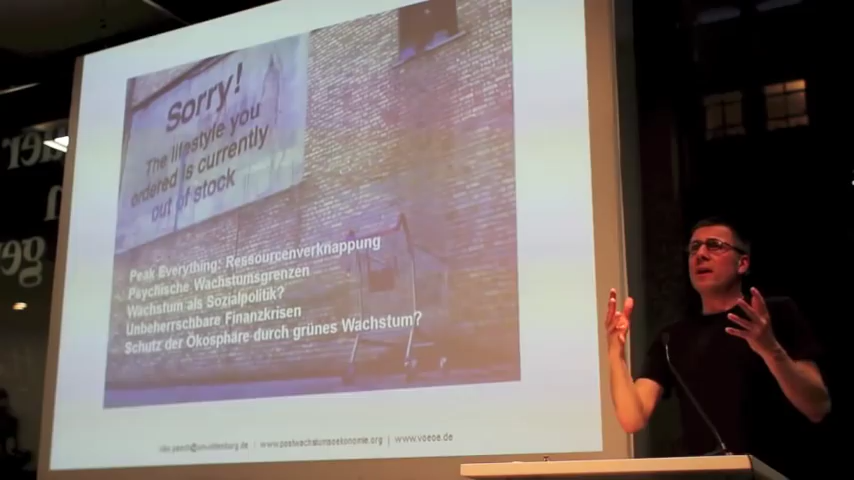 Sorry!
The lifestyle you
ordered is currently
out of stock
Peak Everything: Ressourcenverknappung
Psychische Wachstumsgrenzen
Wachstum als Sozialpolitik?
Unbeherrschbare Finanzkrisen
Schutz der Ökosphäre durch grünes Wachstum?
| www.postwachstumsoekonomie.org | www.voeoe.de